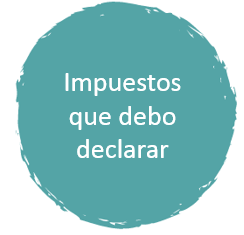 Impuestos
que debo
declarar